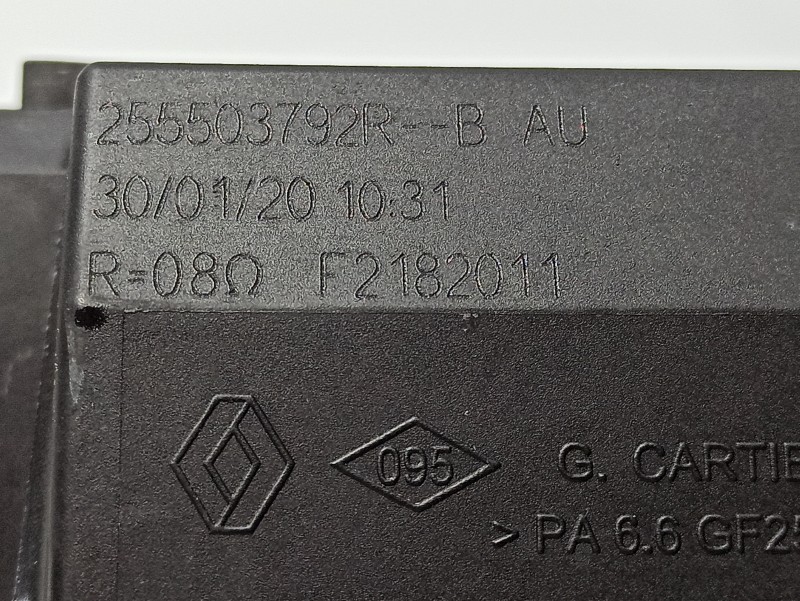 255503792R--B AU
30/01/20 10:31
R=08Ω F2182011
095
G. CARTIE
> PA 6.6 GF25